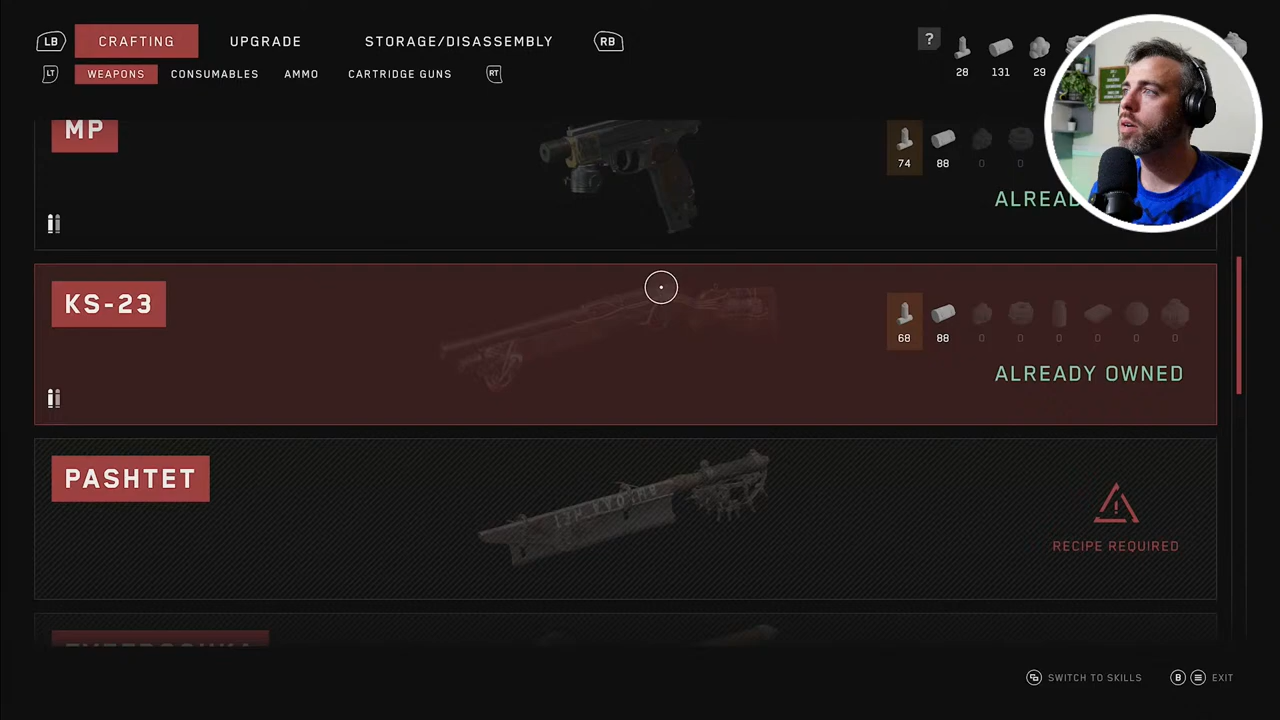 LB CRAFTING UPGRADE STORAGE/DISASSEMBLY RB ?
LT WEAPONS CONSUMABLES AMMO CARTRIDGE GUNS RT
28 131 29
MP
74 88 0 0
ALREAD
KS-23
68 88 0 0 0 0 0 0
ALREADY OWNED
PASHTET
RECIPE REQUIRED
SWITCH TO SKILLS B EXIT